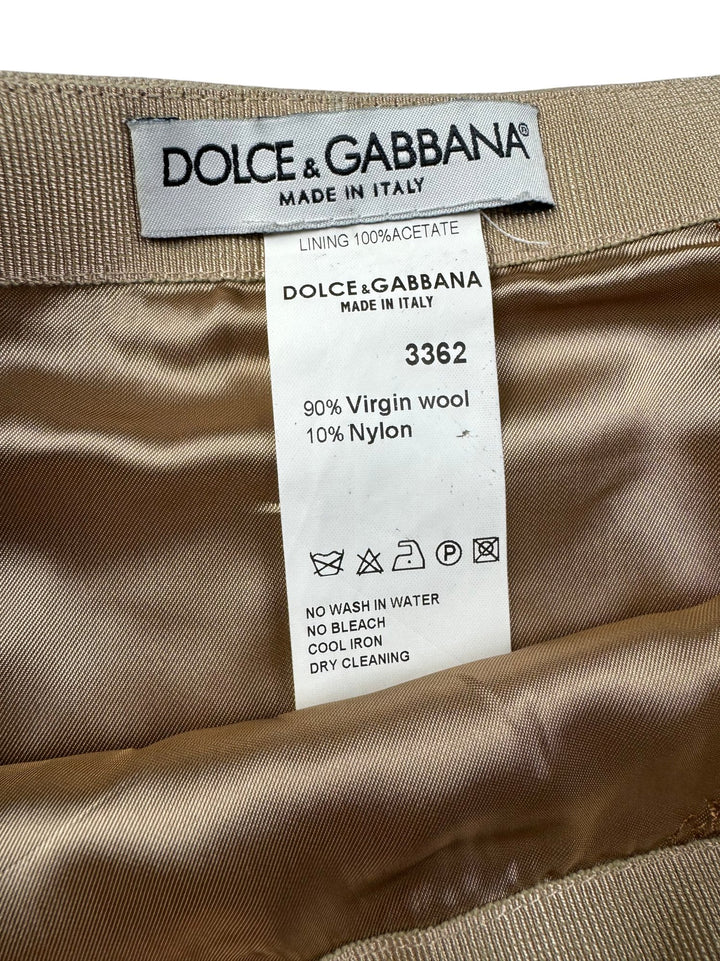 DOLCE & GABBANA®
MADE IN ITALY
LINING 100%ACETATE
DOLCE & GABBANA
MADE IN ITALY
3362
90% Virgin wool
10% Nylon
P
NO WASH IN WATER
NO BLEACH
COOL IRON
DRY CLEANING